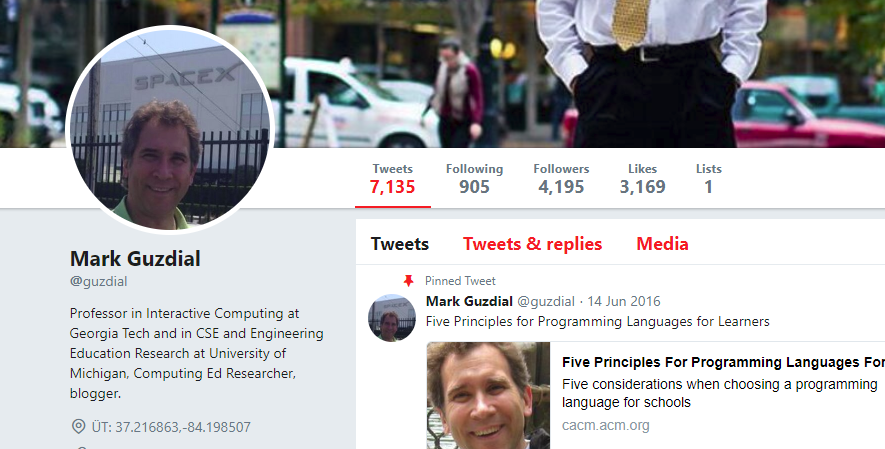 SPACEX
Tweets
7,135
Following
905
Followers
4,195
Likes
3,169
Lists
1
Mark Guzdial
@guzdial
Professor in Interactive Computing at
Georgia Tech and in CSE and Engineering
Education Research at University of
Michigan, Computing Ed Researcher,
blogger.
ÜT: 37.216863,-84.198507
Tweets Tweets & replies Media
Pinned Tweet
Mark Guzdial @guzdial · 14 Jun 2016
Five Principles for Programming Languages for Learners
Five Principles For Programming Languages For
Five considerations when choosing a programming
language for schools
cacm.acm.org